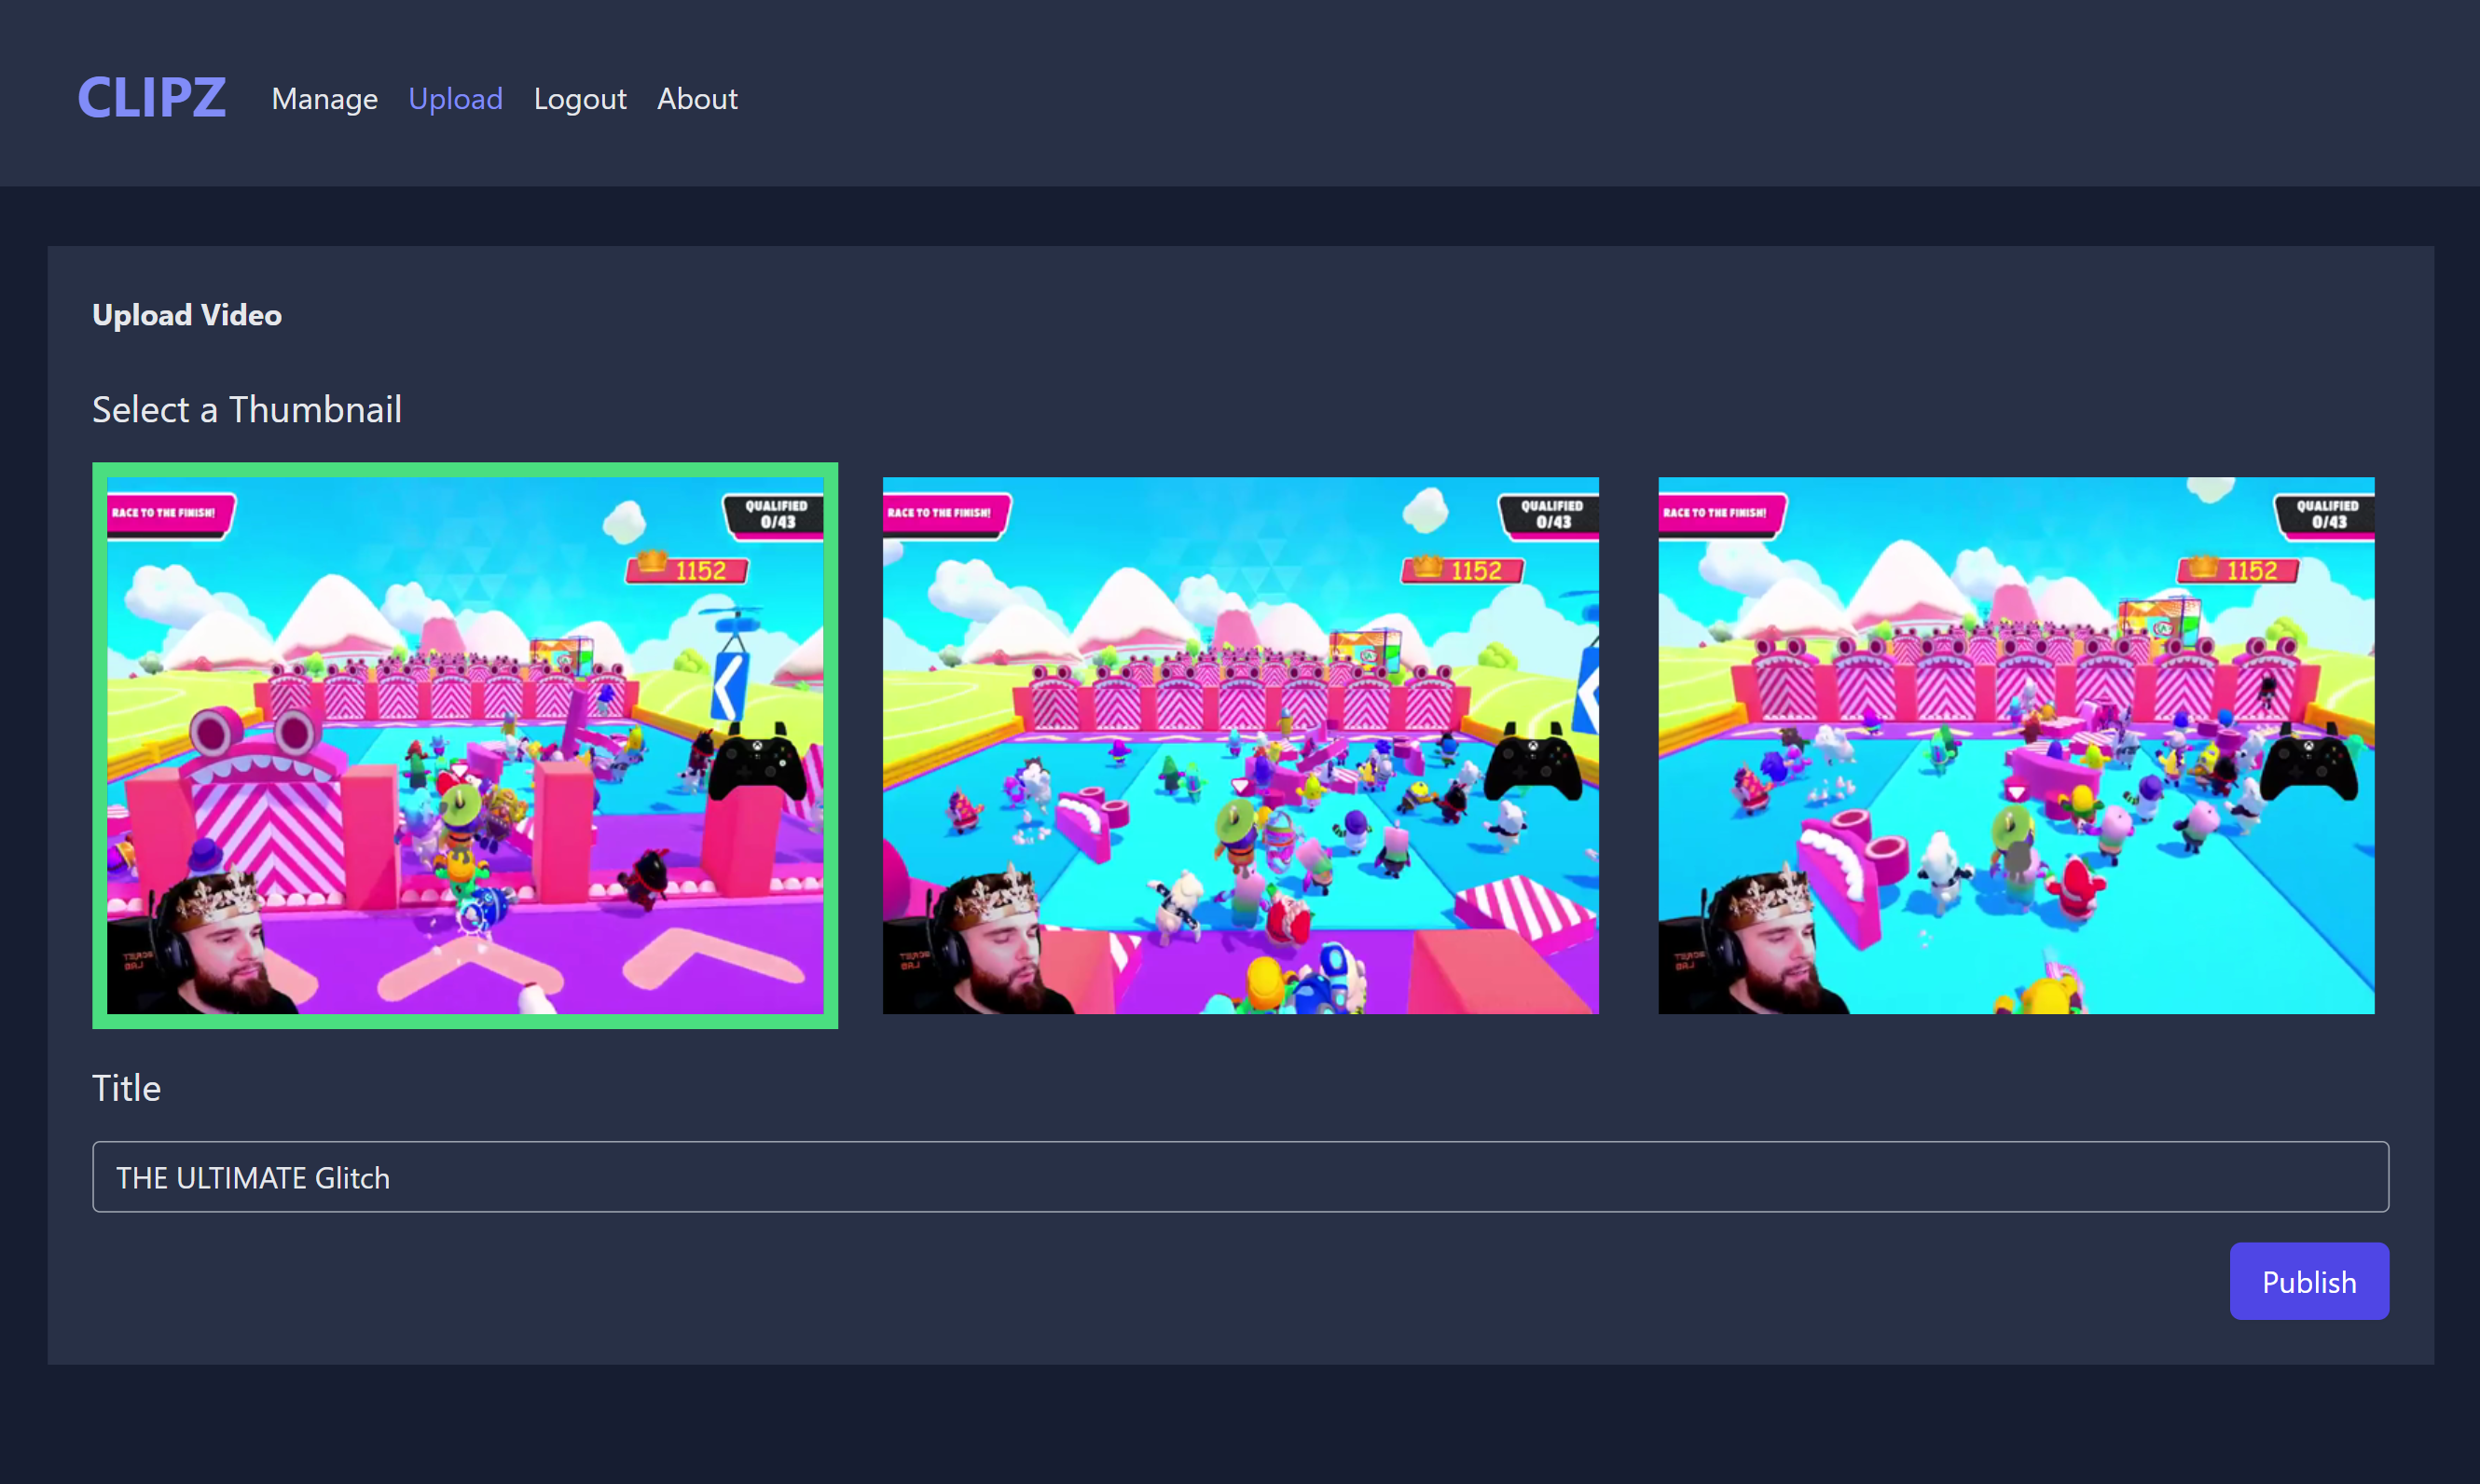 CLIPZ Manage Upload Logout About
Upload Video
Select a Thumbnail
RACE TO THE FINISH!
QUALIFIED
0/43
1152
RACE TO THE FINISH!
QUALIFIED
0/43
1152
RACE TO THE FINISH!
QUALIFIED
0/43
1152
Title
THE ULTIMATE Glitch
Publish